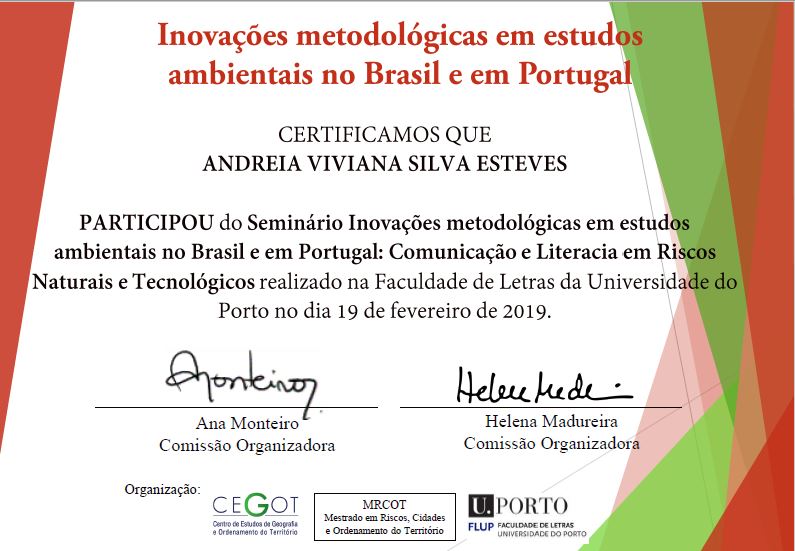 Inovações metodológicas em estudos
ambientais no Brasil e em Portugal
CERTIFICAMOS QUE
ANDREIA VIVIANA SILVA ESTEVES
PARTICIPOU do Seminário Inovações metodológicas em estudos
ambientais no Brasil e em Portugal: Comunicação e Literacia em Riscos
Naturais e Tecnológicos realizado na Faculdade de Letras da Universidade do
Porto no dia 19 de fevereiro de 2019.
Ana Monteiro
Comissão Organizadora
Helena Madureira
Comissão Organizadora
Organização:
CEGOT
Centro de Estudos de Geografia
e Ordenamento do Território
MRCOT
Mestrado em Riscos, Cidades
e Ordenamento do Território
U. PORTO
FLUP FACULDADE DE LETRAS
UNIVERSIDADE DO PORTO